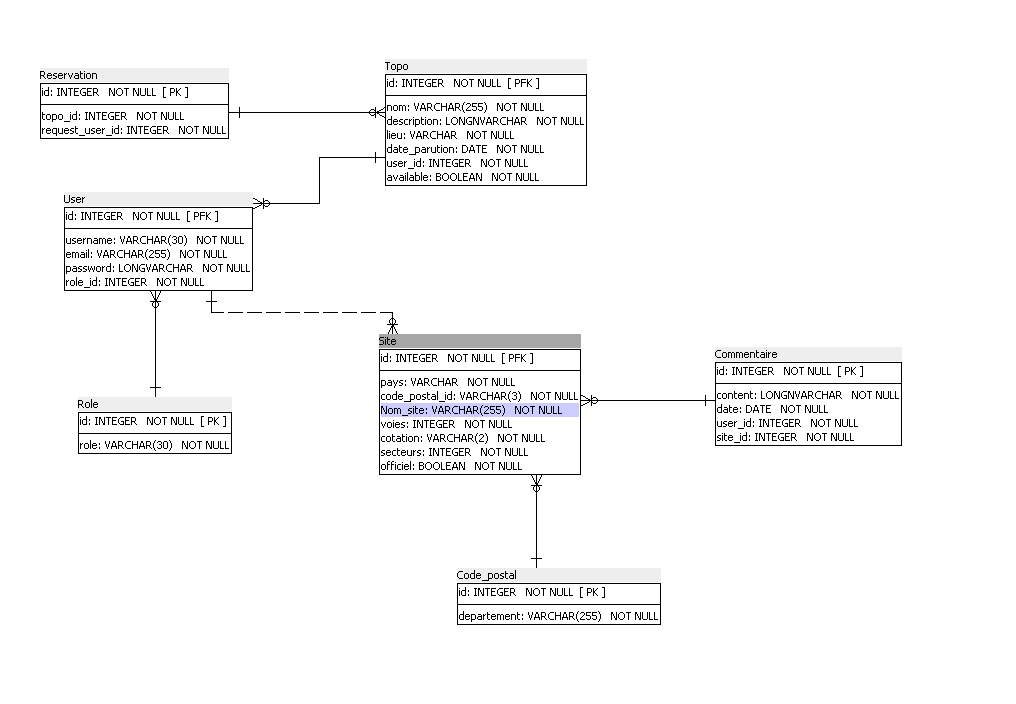 Reservation
id: INTEGER NOT NULL [ PK ]
topo_id: INTEGER NOT NULL
request_user_id: INTEGER NOT NULL
Topo
id: INTEGER NOT NULL [ PFK ]
nom: VARCHAR(255) NOT NULL
description: LONGNVARCHAR NOT NULL
lieu: VARCHAR NOT NULL
date_parution: DATE NOT NULL
user_id: INTEGER NOT NULL
available: BOOLEAN NOT NULL
User
id: INTEGER NOT NULL [ PFK ]
username: VARCHAR(30) NOT NULL
email: VARCHAR(255) NOT NULL
password: LONGVARCHAR NOT NULL
role_id: INTEGER NOT NULL
Site
id: INTEGER NOT NULL [ PFK ]
pays: VARCHAR NOT NULL
code_postal_id: VARCHAR(3) NOT NULL
Nom_site: VARCHAR(255) NOT NULL
voies: INTEGER NOT NULL
cotation: VARCHAR(2) NOT NULL
secteurs: INTEGER NOT NULL
officiel: BOOLEAN NOT NULL
Commentaire
id: INTEGER NOT NULL [ PK ]
content: LONGNVARCHAR NOT NULL
date: DATE NOT NULL
user_id: INTEGER NOT NULL
site_id: INTEGER NOT NULL
Role
id: INTEGER NOT NULL [ PK ]
role: VARCHAR(30) NOT NULL
Code_postal
id: INTEGER NOT NULL [ PK ]
departement: VARCHAR(255) NOT NULL